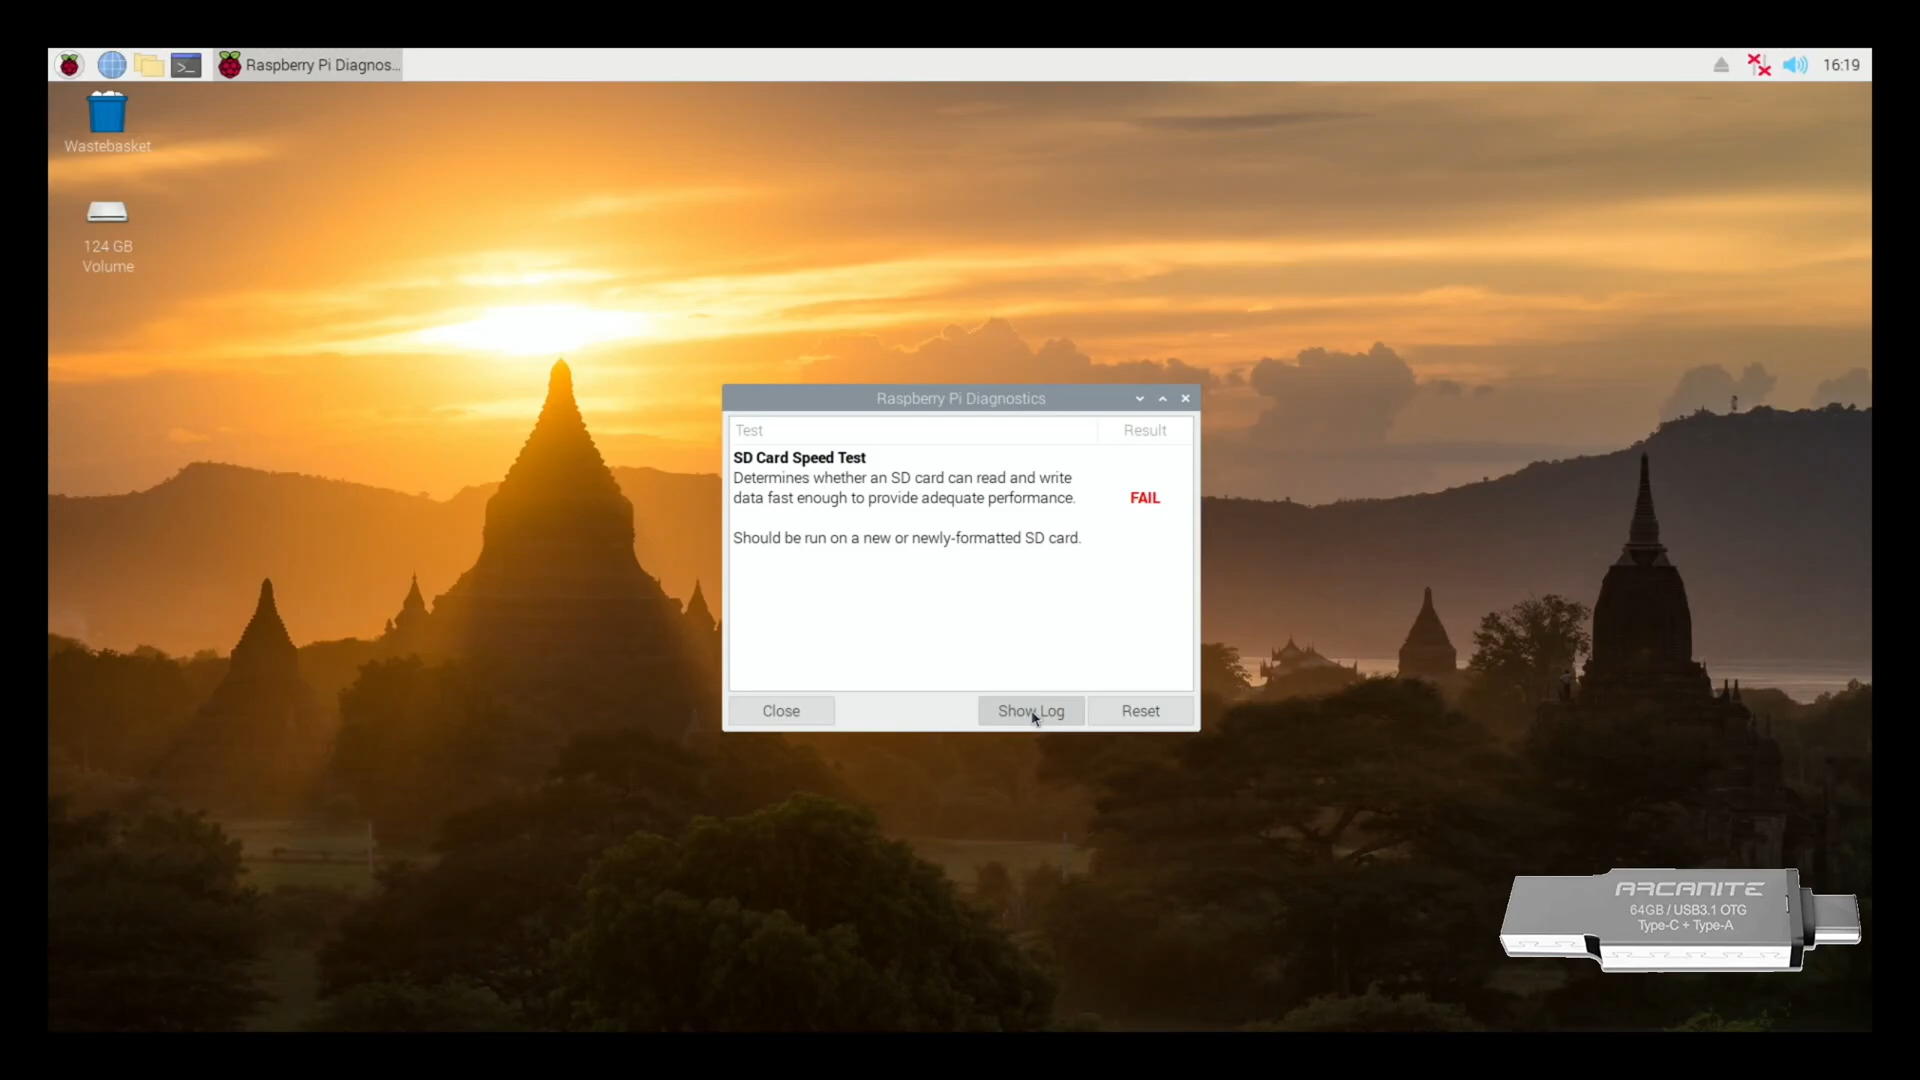 Raspberry Pi Diagnos...
16:19
Wastebasket
124 GB
Volume
Raspberry Pi Diagnostics
Test Result
SD Card Speed Test
Determines whether an SD card can read and write
data fast enough to provide adequate performance.
FAIL
Should be run on a new or newly-formatted SD card.
Close Show Log Reset
ARCANITE
64GB / USB3.1 OTG
Type-C + Type-A